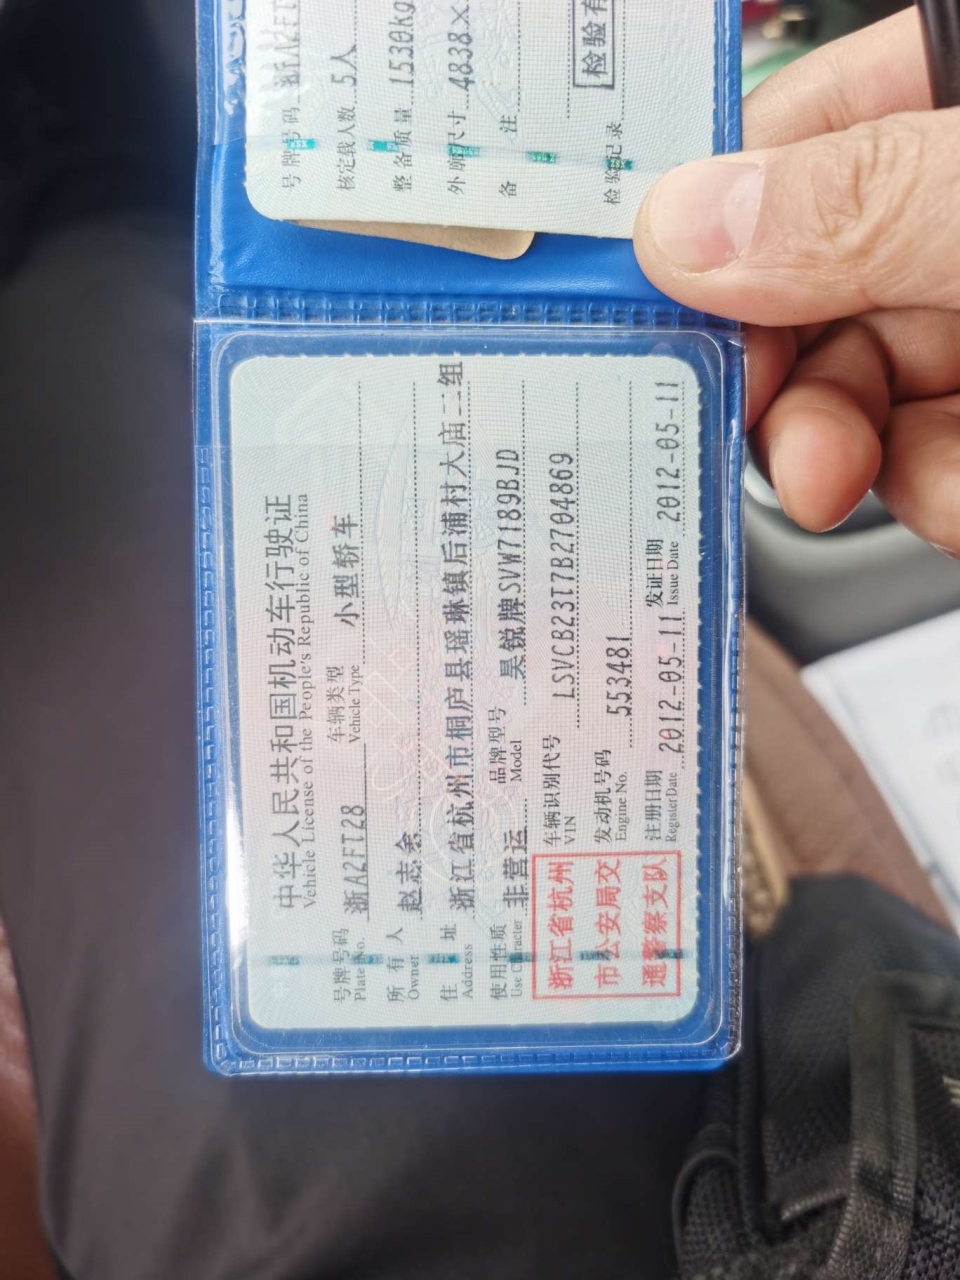 中华人民共和国机动车行驶证
Vehicle License of the People's Republic of China
号牌号码 浙A2FT28 车辆类型 小型轿车
Plate No. Vehicle Type
所有人 赵志余
Owner
住址 浙江省杭州市桐庐县瑶琳镇后浦村大庙二组
Address
使用性质 非营运 品牌型号 昊锐牌SVW7189BJD
Use Character Model
浙江省杭州
市公安局交
通警察支队
车辆识别代号 LSVCB23T7B2704869
VIN
发动机号码 553481
Engine No.
注册日期 2012-05-11 发证日期 2012-05-11
Register Date Issue Date
号牌号码 浙A2FT
核定载人数 5人
整备质量 1530kg
外廓尺寸 4838×
备注
检验记录 检验有